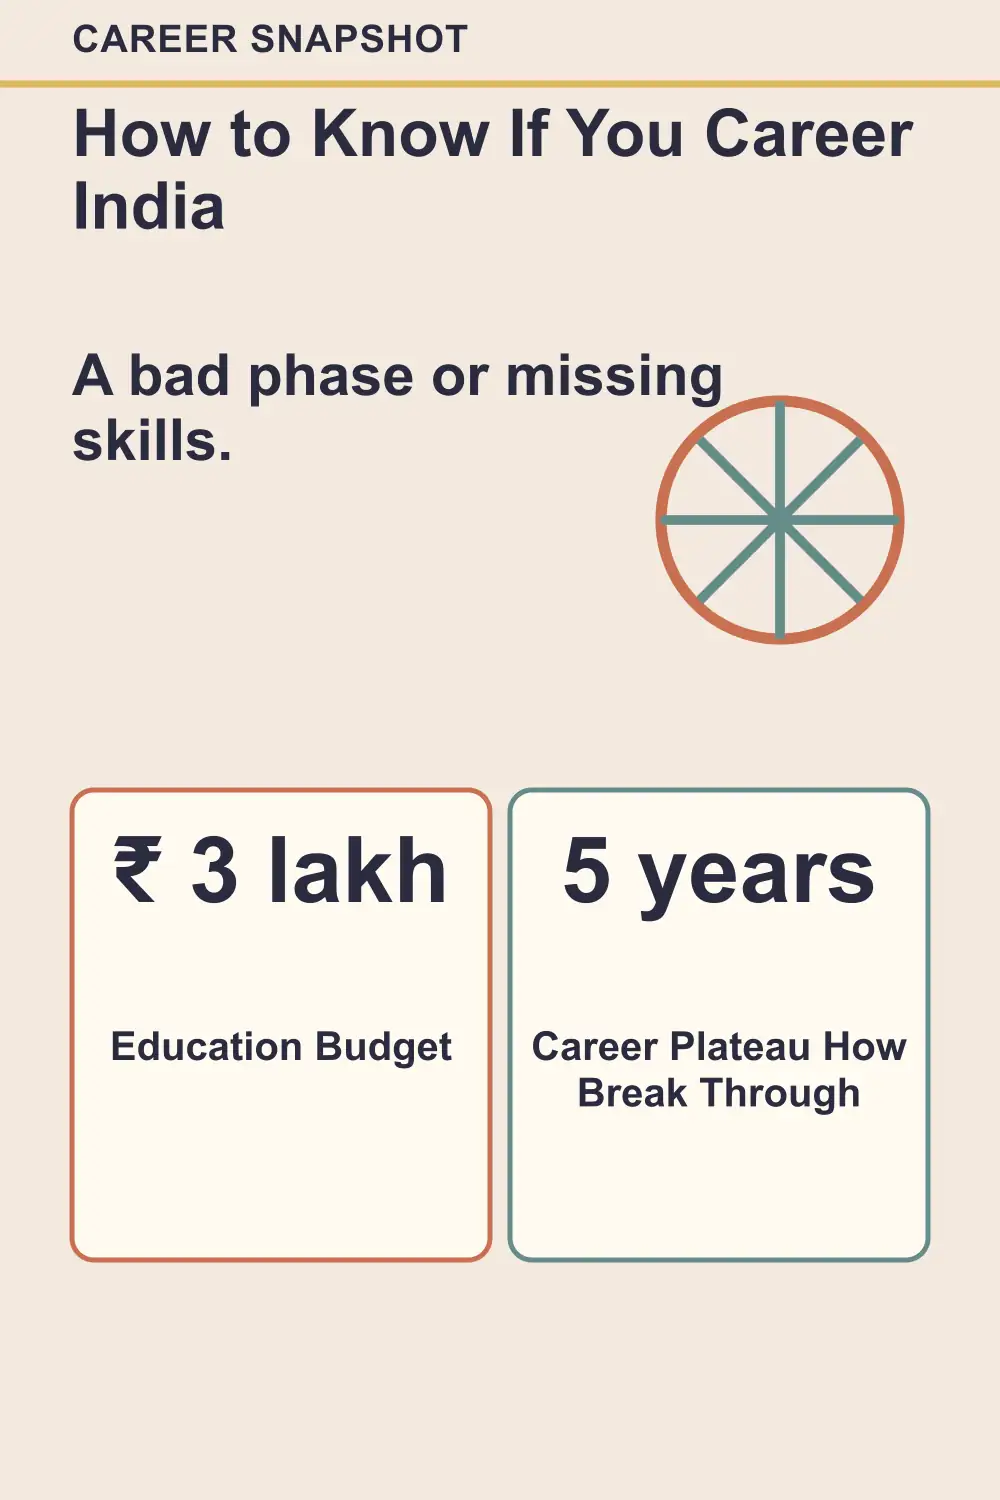 CAREER SNAPSHOT
How to Know If You Career
India
A bad phase or missing
skills.
₹ 3 lakh
Education Budget
5 years
Career Plateau How
Break Through